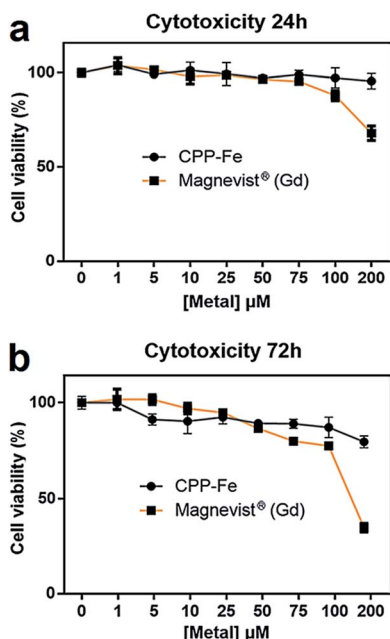 a
Cytotoxicity 24h
Cell viability (%)
100
50
0
CPP-Fe
Magnevist® (Gd)
0 1 5 10 25 50 75 100 200
[Metal] µM
b
Cytotoxicity 72h
Cell viability (%)
100
50
0
CPP-Fe
Magnevist® (Gd)
0 1 5 10 25 50 75 100 200
[Metal] µM